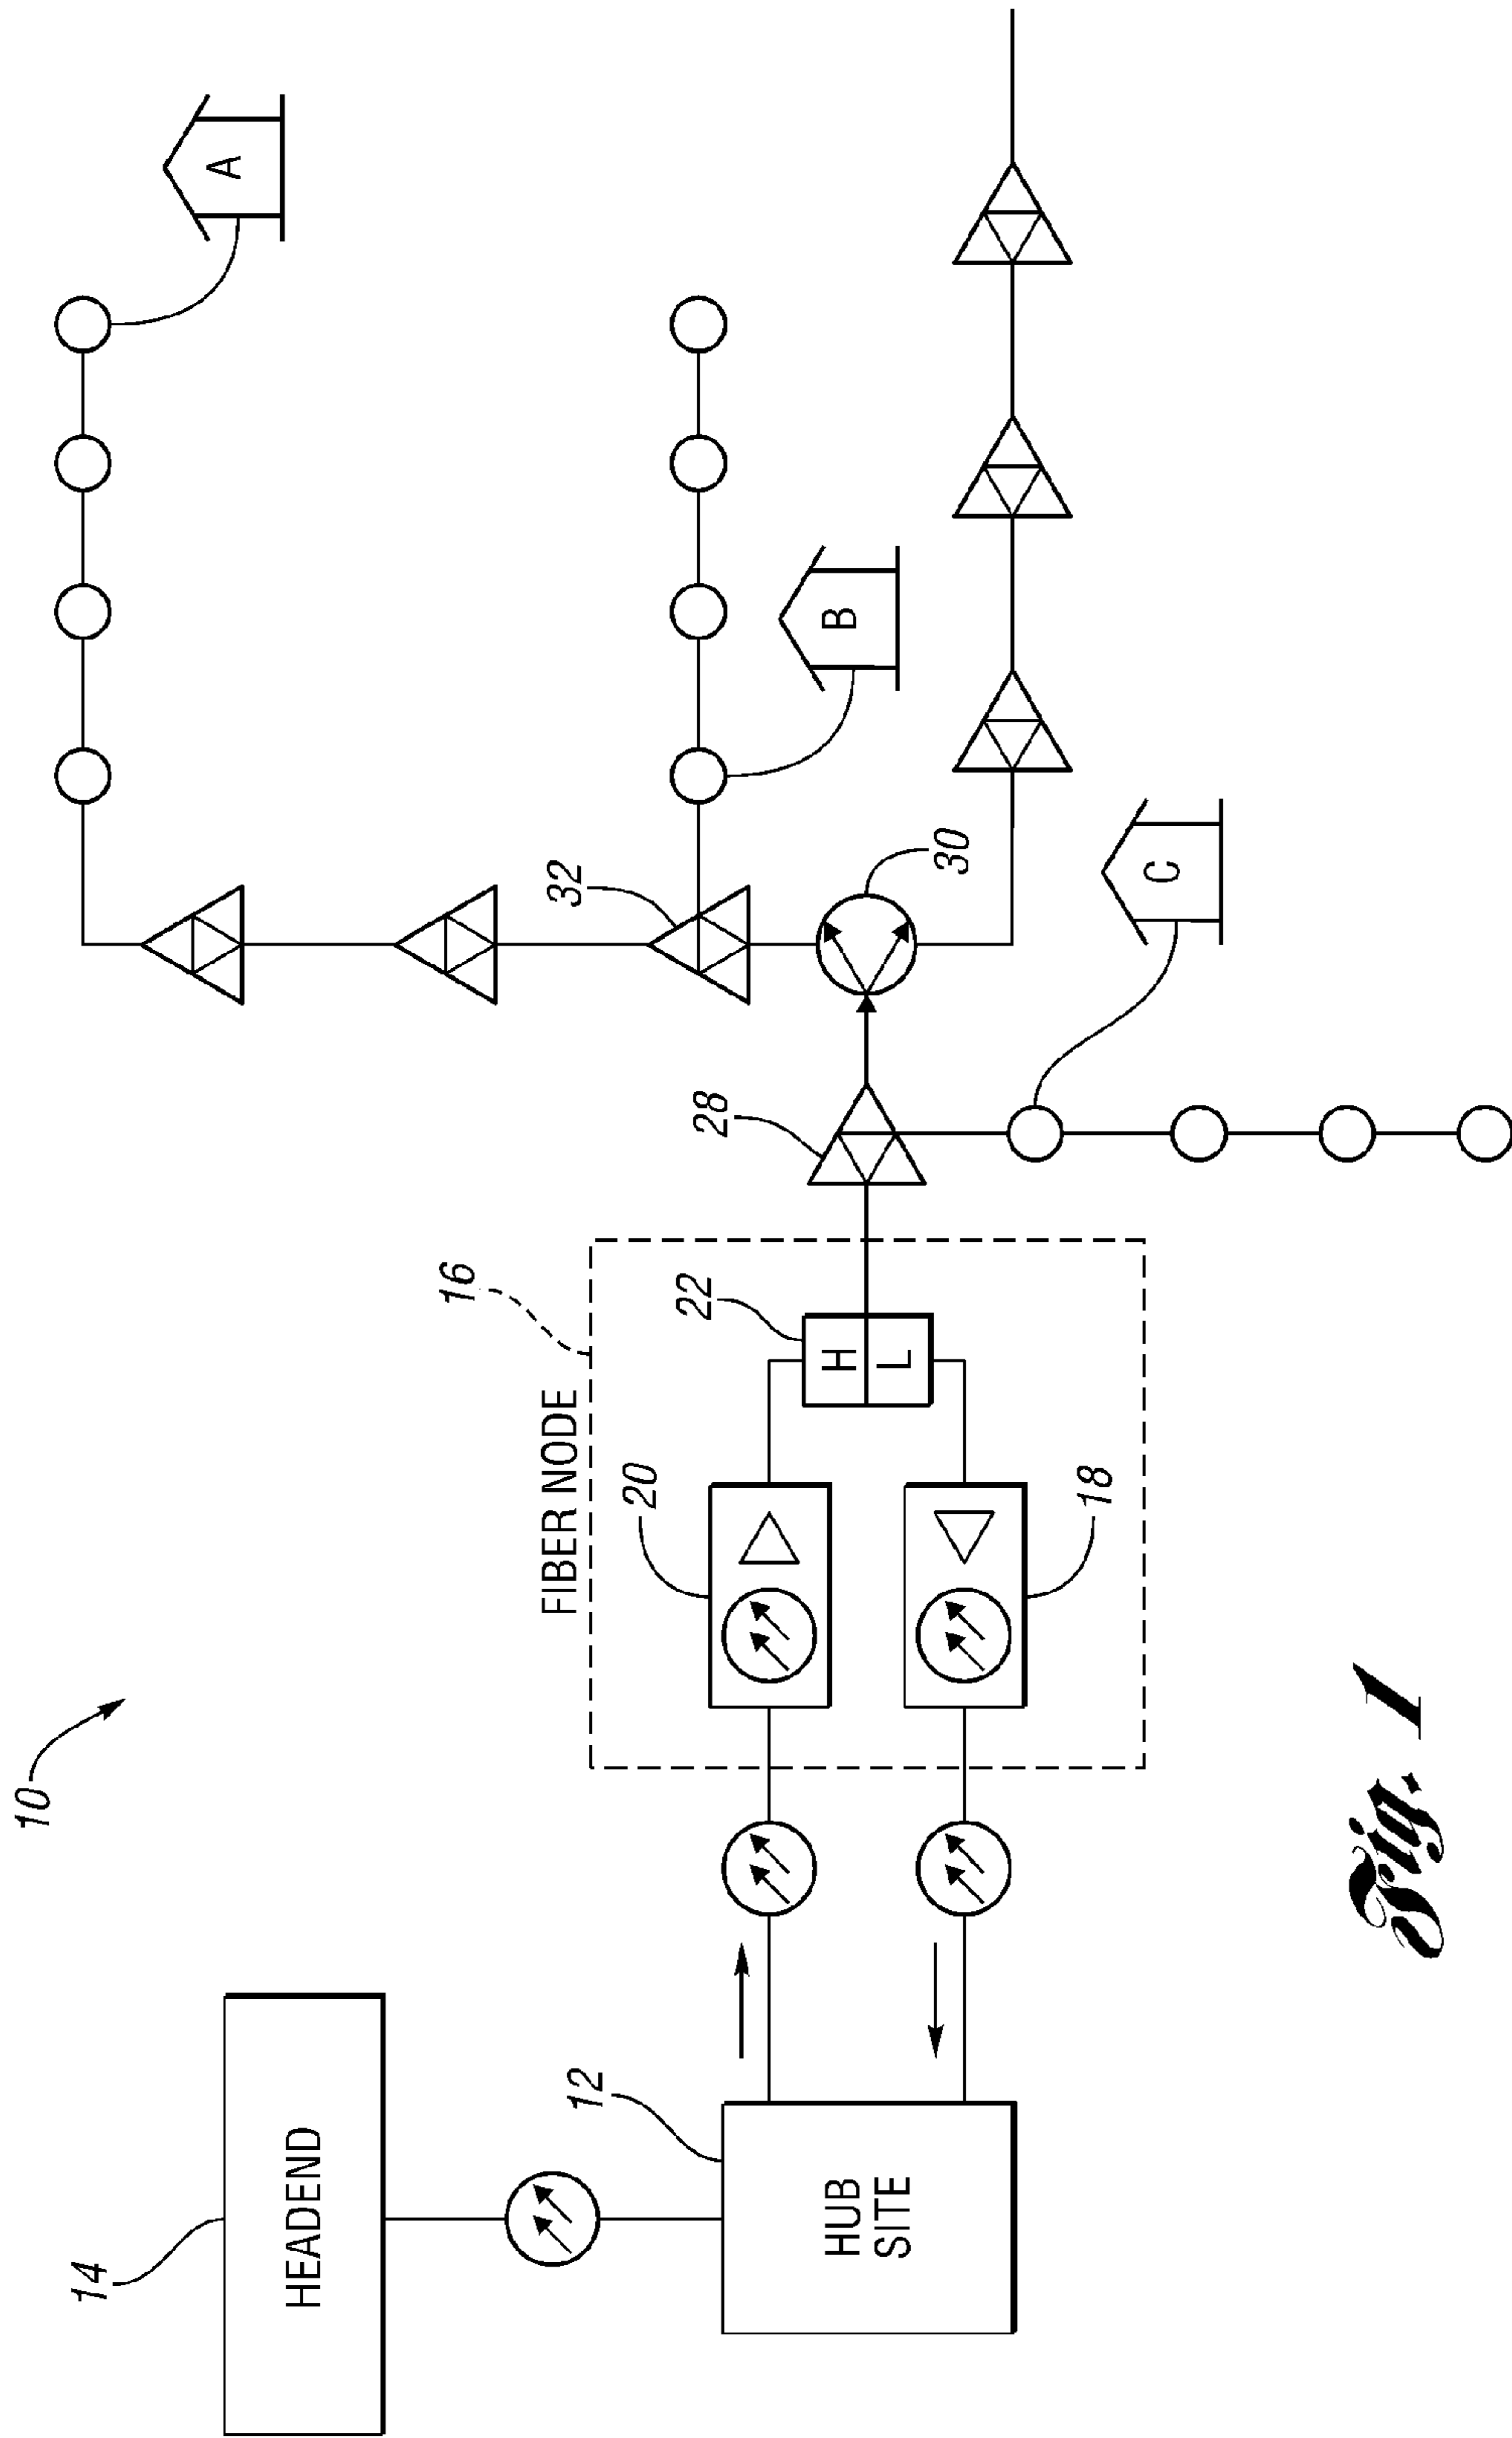 10
14
HEADEND
12
HUB
SITE
FIBER NODE
16
20
22
H
L
18
28
32
30
A
B
C
Fig. 1